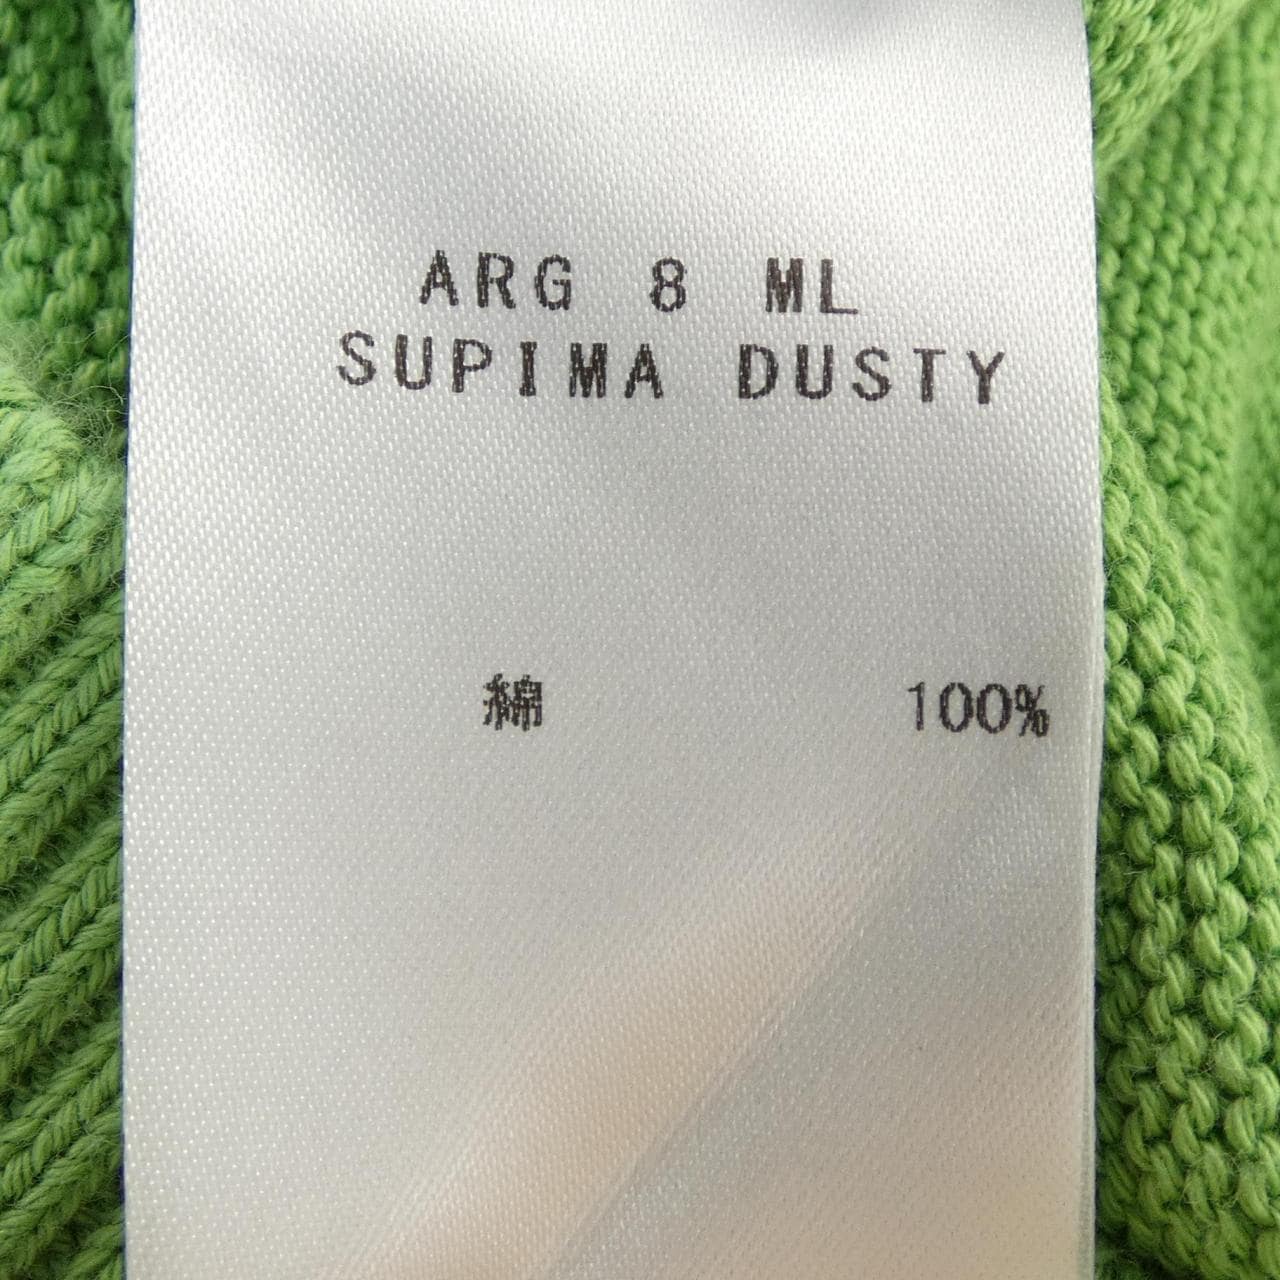 ARG 8 ML
SUPIMA DUSTY
綿 100%